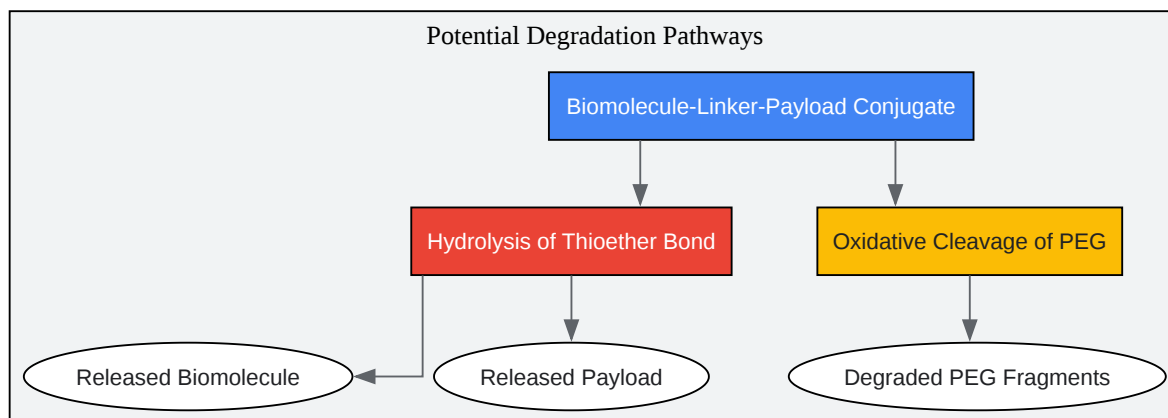 Potential Degradation Pathways
Biomolecule-Linker-Payload Conjugate
Hydrolysis of Thioether Bond
Oxidative Cleavage of PEG
Released Biomolecule
Released Payload
Degraded PEG Fragments